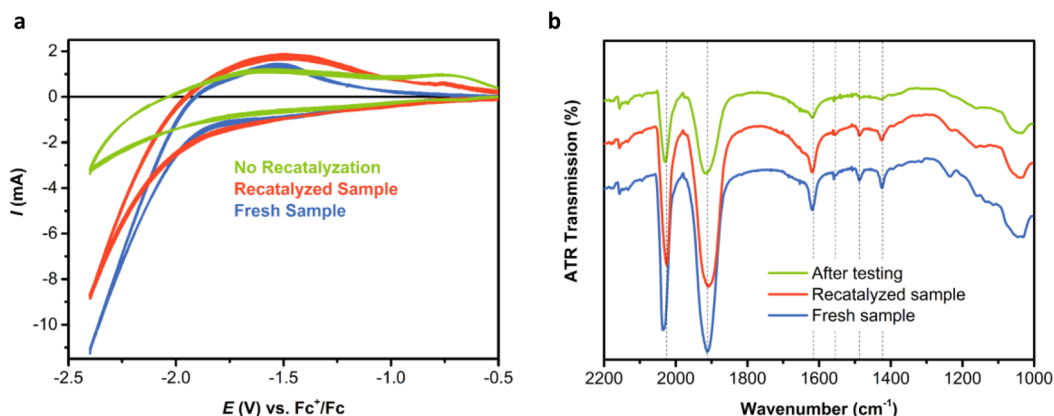 a
2
0
-2
-4
-6
-8
-10
I (mA)
No Recatalyzation
Recatalyzed Sample
Fresh Sample
-2.5 -2.0 -1.5 -1.0 -0.5
E (V) vs. Fc⁺/Fc
b
ATR Transmission (%)
After testing
Recatalyzed sample
Fresh sample
2200 2000 1800 1600 1400 1200 1000
Wavenumber (cm⁻¹)